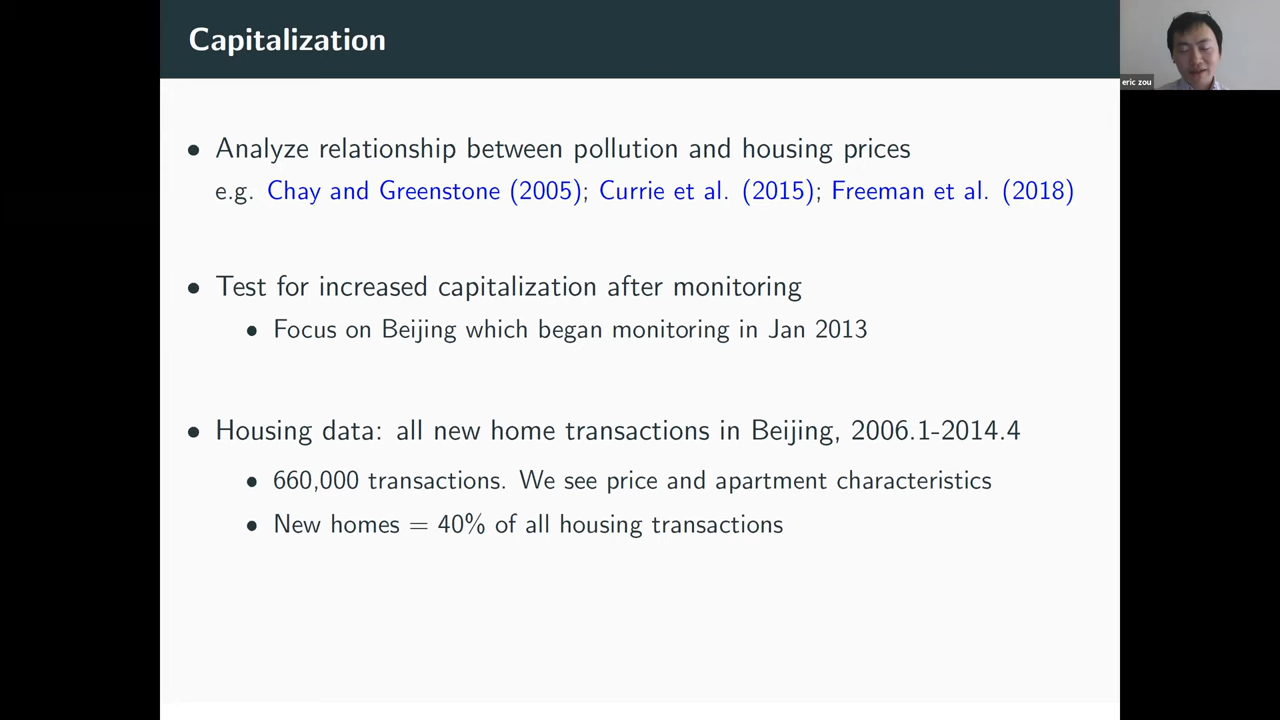 Capitalization
eric zou
• Analyze relationship between pollution and housing prices
e.g. Chay and Greenstone (2005); Currie et al. (2015); Freeman et al. (2018)
• Test for increased capitalization after monitoring
• Focus on Beijing which began monitoring in Jan 2013
• Housing data: all new home transactions in Beijing, 2006.1-2014.4
• 660,000 transactions. We see price and apartment characteristics
• New homes = 40% of all housing transactions